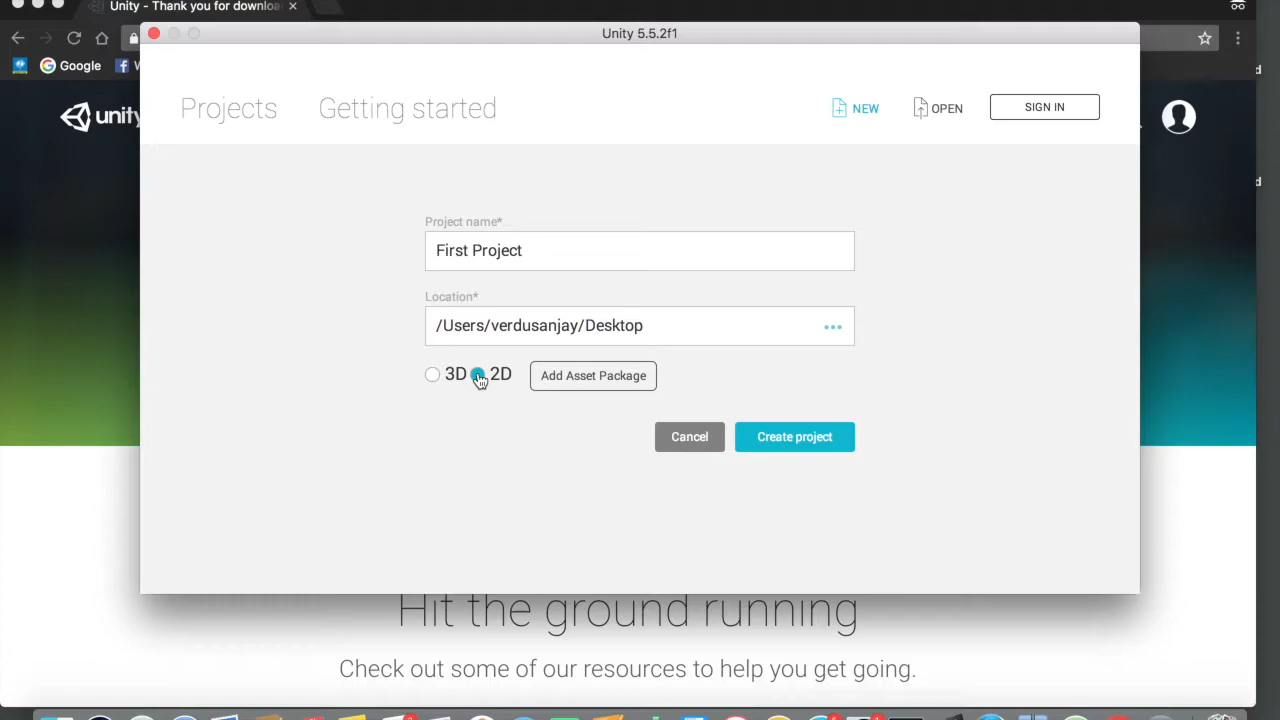 Unity - Thank you for downloa
Unity 5.5.2f1
Google
unity
Projects
Getting started
NEW
OPEN
SIGN IN
Project name*
First Project
Location*
/Users/verdusanjay/Desktop
3D
2D
Add Asset Package
Cancel
Create project
Hit the ground running
Check out some of our resources to help you get going.